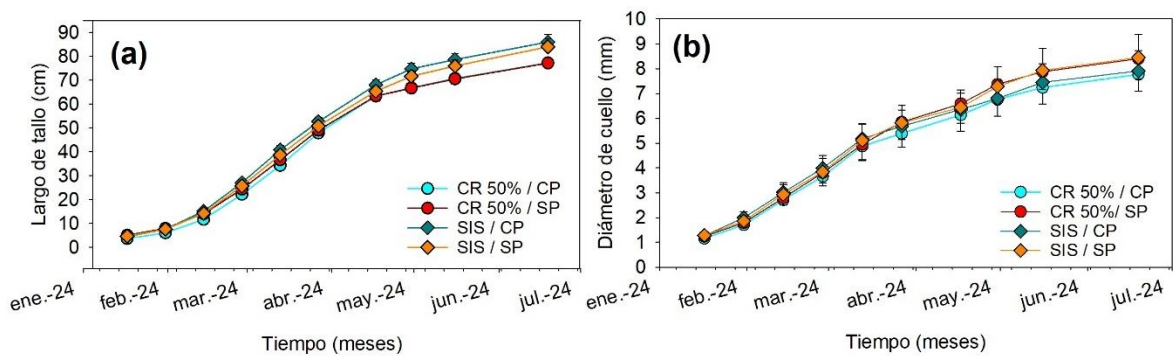 (a)
Largo de tallo (cm)
90
80
70
60
50
40
30
20
10
0
CR 50% / CP
CR 50% / SP
SIS / CP
SIS / SP
ene.-24 feb.-24 mar.-24 abr.-24 may.-24 jun.-24 jul.-24
Tiempo (meses)
(b)
Diámetro de cuello (mm)
10
9
8
7
6
5
4
3
2
1
0
CR 50% / CP
CR 50%/ SP
SIS / CP
SIS / SP
ene.-24 feb.-24 mar.-24 abr.-24 may.-24 jun.-24 jul.-24
Tiempo (meses)